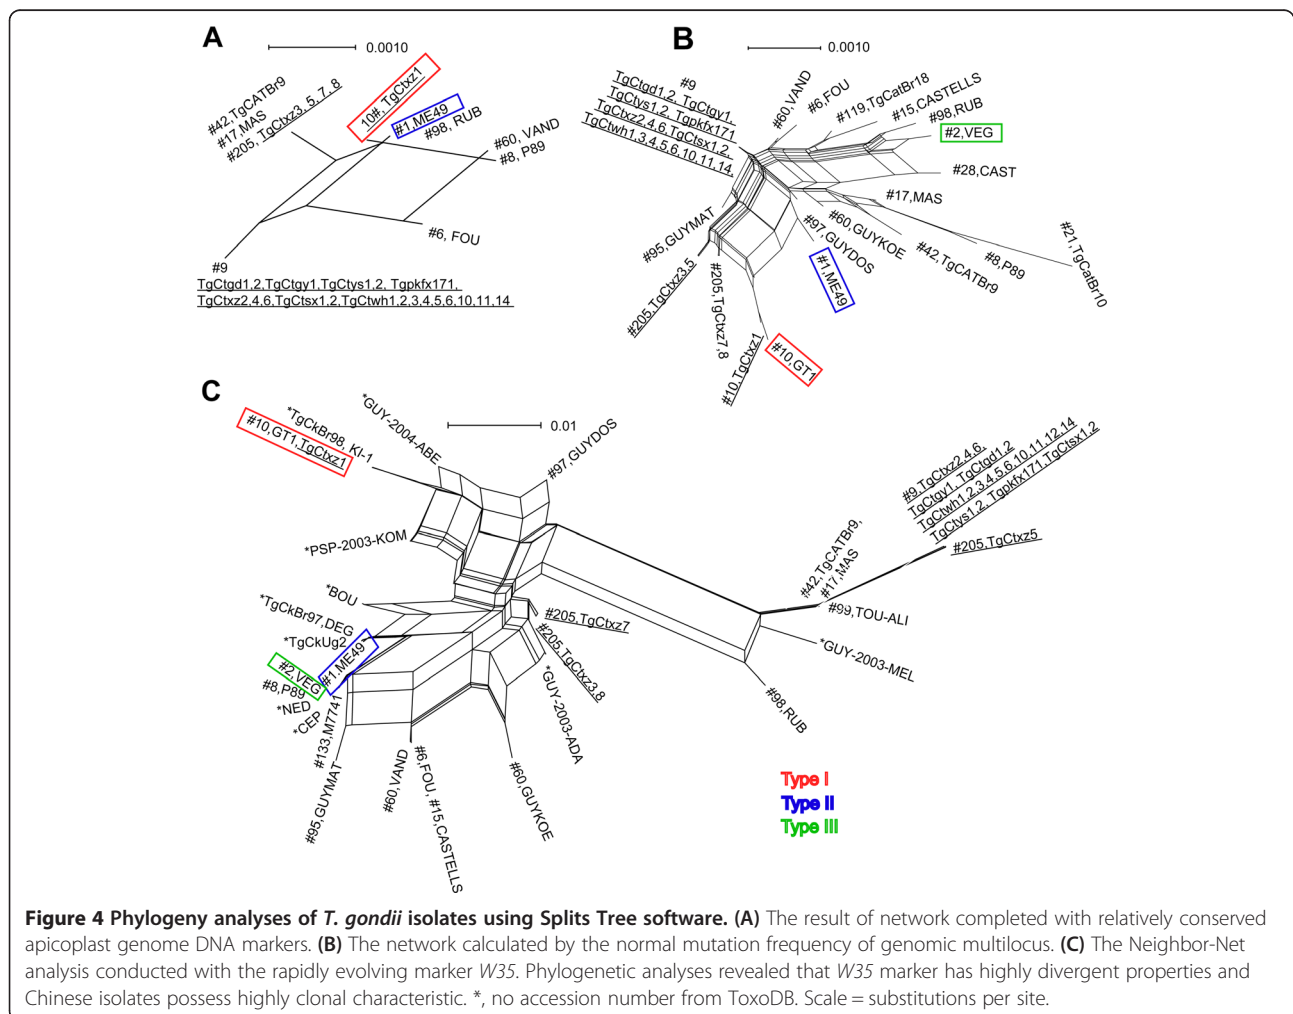 A
0.0010
#42,TgCATBr9
#17,MAS
#205, TgCtxz3, 5, 7, 8
10#, TgCtxz1
#1,ME49
#98, RUB
#60, VAND
#8, P89
#6, FOU
#9
TgCtgd1,2,TgCtgy1,TgCtys1,2, Tgpkfx171,
TgCtxz2,4,6,TgCtsx1,2,TgCtwh1,2,3,4,5,6,10,11,14
B
0.0010
#9
TgCtgd1,2, TgCtgy1,
TgCtys1,2, Tgpkfx171
TgCtxz2,4,6,TgCtsx1,2,
TgCtwh1,3,4,5,6,10,11,14,
#60,VAND
#6,FOU
#119,TgCatBr18
#15,CASTELLS
#98,RUB
#2,VEG
#28,CAST
#17,MAS
#21,TgCatBr10
#8,P89
#42,TgCATBr9
#60,GUYKOE
#97,GUYDOS
#1,ME49
#95,GUYMAT
#205,TgCtxz3,5
#205,TgCtxz7,8
#10,TgCtxz1
#10,GT1
C
0.01
*TgCkBr98, KI-1
#10,GT1,TgCtxz1
*GUY-2004-ABE
#97,GUYDOS
*PSP-2003-KOM
*BOU
*TgCkBr97,DEG
*TgCkUg2
#1,ME49
#2,VEG
#8,P89
*NED
*CEP
#133,M7741
#95,GUYMAT
#60,VAND
#6,FOU, #15,CASTELLS
#60,GUYKOE
*GUY-2003-ADA
#205,TgCtxz3,8
#205,TgCtxz7
#9,TgCtxz2,4,6,
TgCtgy1, TgCtgd1,2
TgCtwh1,2,3,4,5,6,10,11,12,14
TgCtys1,2, Tgpkfx171,TgCtsx1,2
#205,TgCtxz5
#42,TgCATBr9,
#17,MAS
#99,TOU-ALI
*GUY-2003-MEL
#98,RUB
Type I
Type II
Type III
Figure 4 Phylogeny analyses of T. gondii isolates using Splits Tree software. (A) The result of network completed with relatively conserved
apicoplast genome DNA markers. (B) The network calculated by the normal mutation frequency of genomic multilocus. (C) The Neighbor-Net
analysis conducted with the rapidly evolving marker W35. Phylogenetic analyses revealed that W35 marker has highly divergent properties and
Chinese isolates possess highly clonal characteristic. *, no accession number from ToxoDB. Scale = substitutions per site.